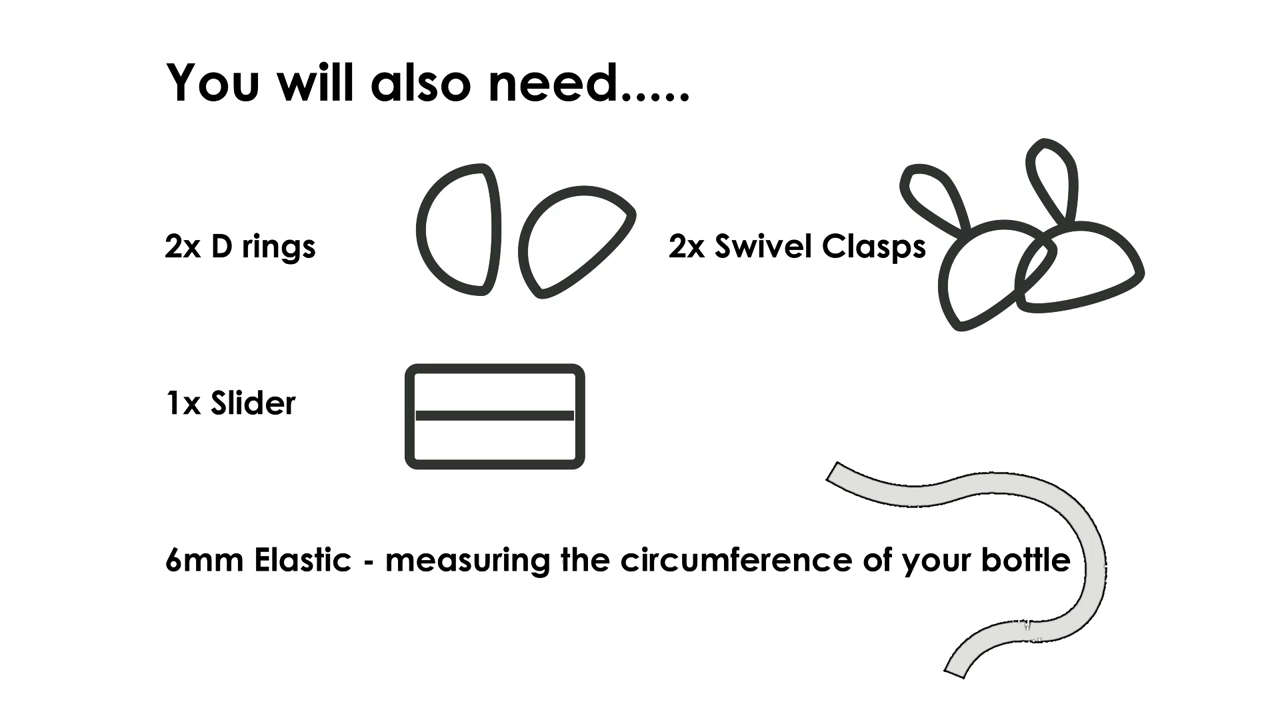 You will also need.....
2x D rings
2x Swivel Clasps
1x Slider
6mm Elastic - measuring the circumference of your bottle